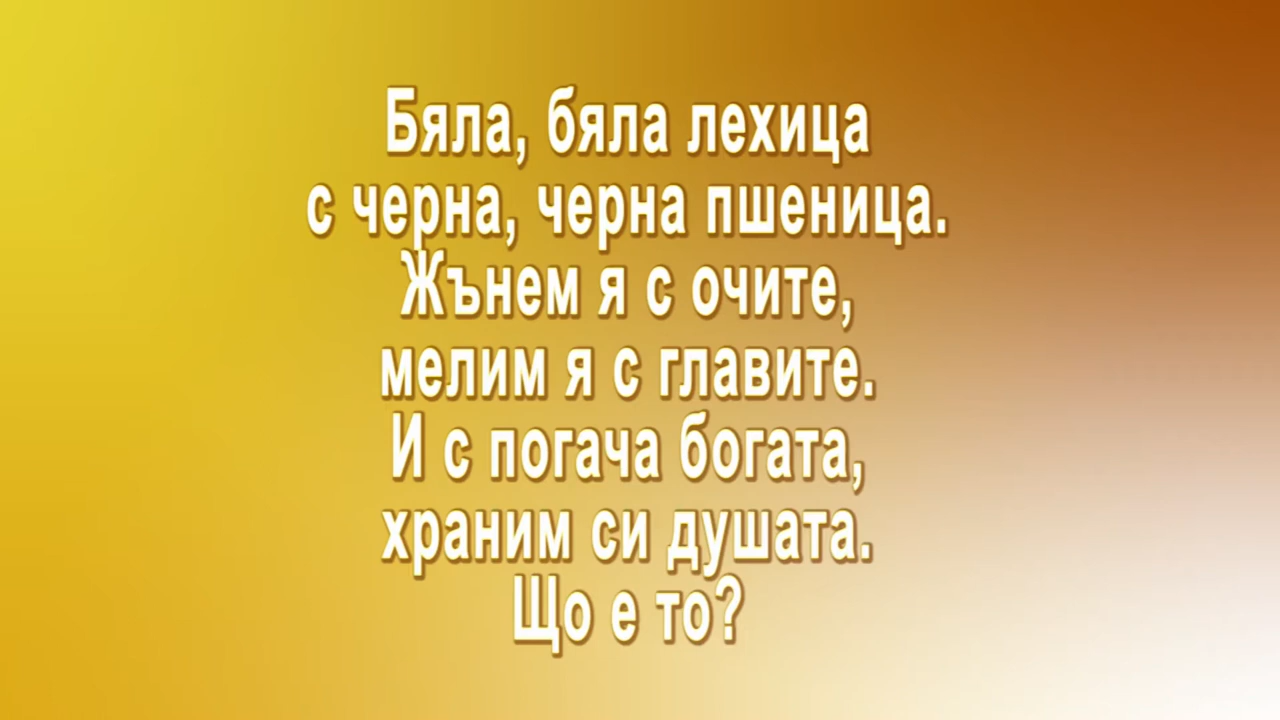 Бяла, бяла лехица
с черна, черна пшеница.
Жънем я с очите,
мелим я с главите.
И с погача богата,
храним си душата.
Що е то?